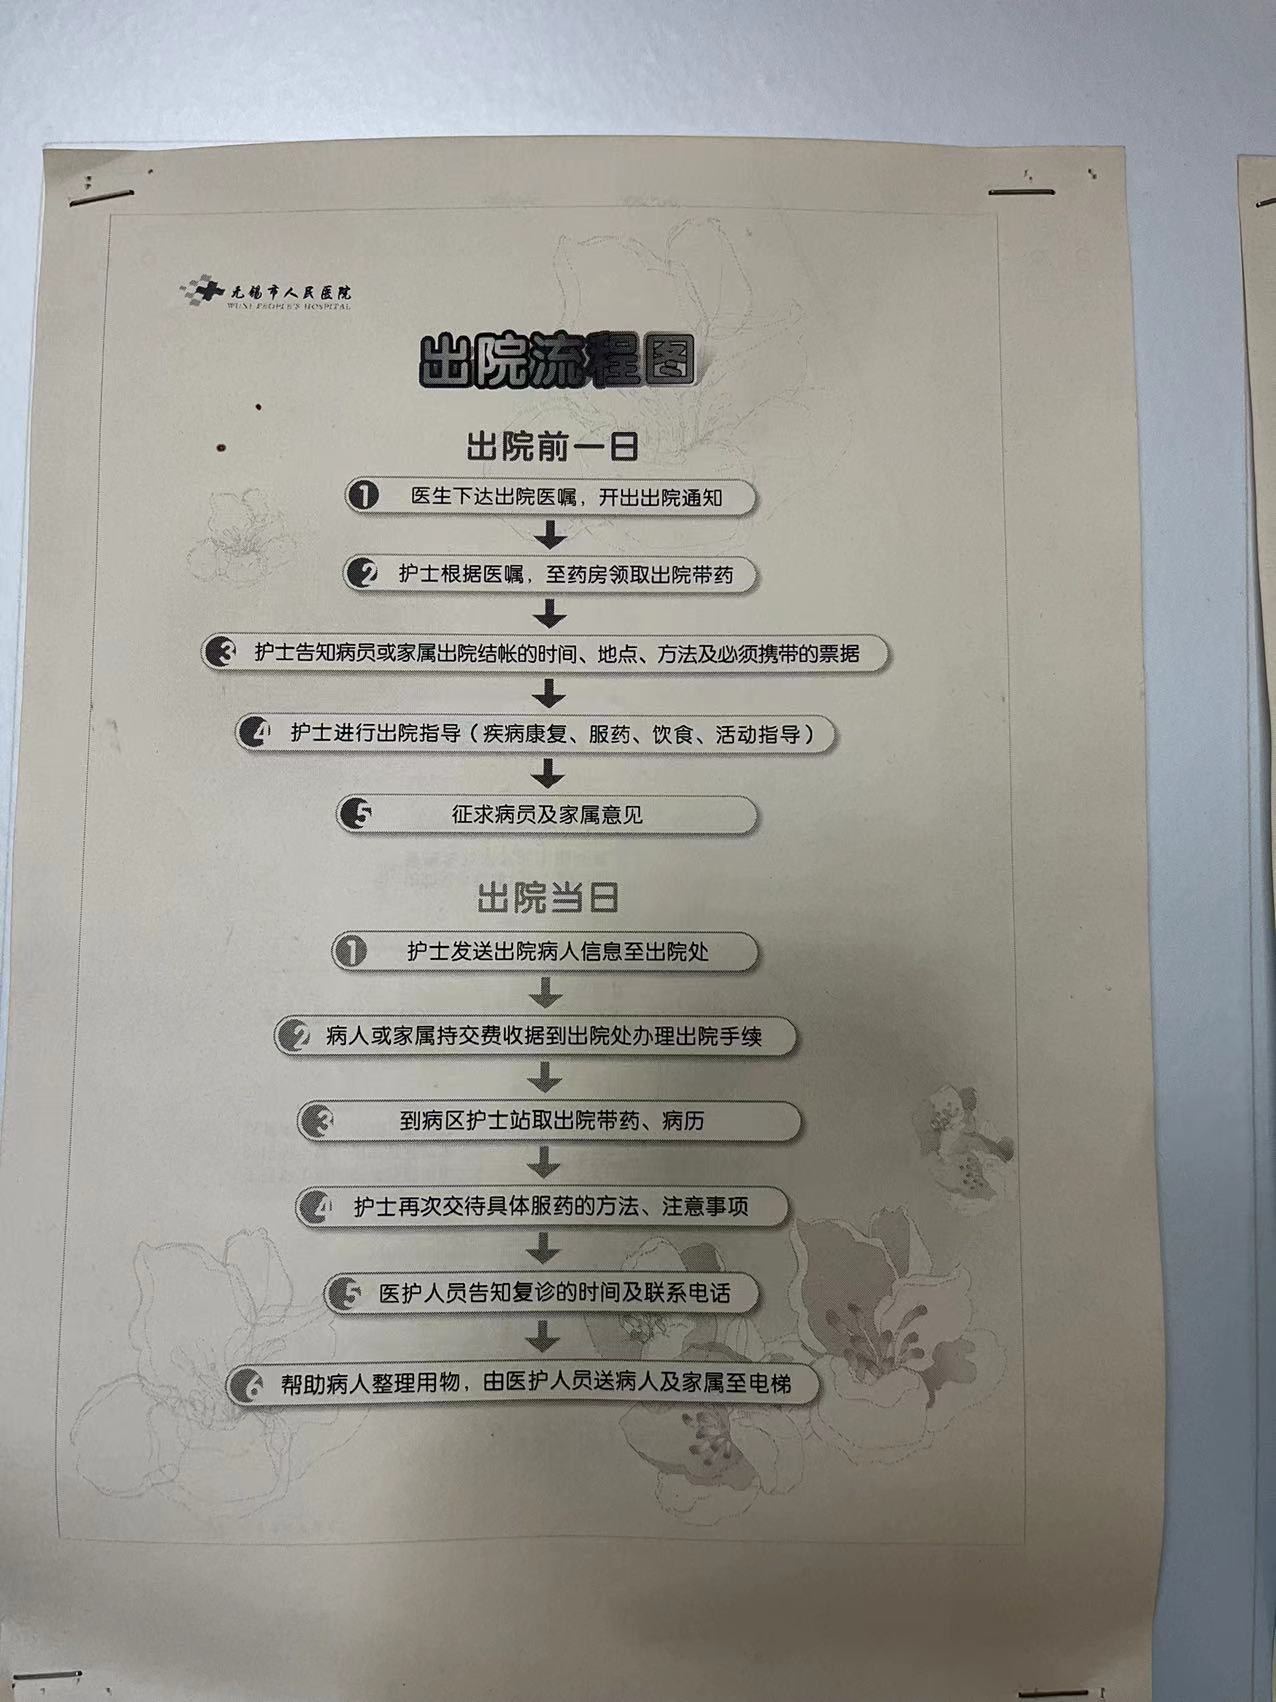 无锡市人民医院
WUXI PEOPLE'S HOSPITAL
出院流程图
出院前一日
1 医生下达出院医嘱，开出出院通知
2 护士根据医嘱，至药房领取出院带药
3 护士告知病员或家属出院结帐的时间、地点、方法及必须携带的票据
4 护士进行出院指导（疾病康复、服药、饮食、活动指导）
5 征求病员及家属意见
出院当日
1 护士发送出院病人信息至出院处
2 病人或家属持交费收据到出院处办理出院手续
3 到病区护士站取出院带药、病历
4 护士再次交待具体服药的方法、注意事项
5 医护人员告知复诊的时间及联系电话
6 帮助病人整理用物，由医护人员送病人及家属至电梯